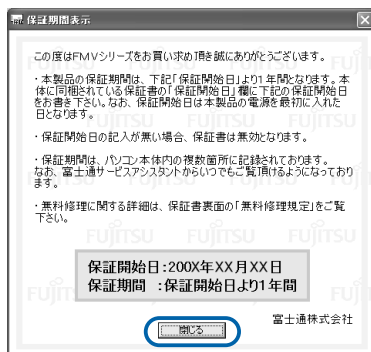 保証期間表示
この度はFMVシリーズをお買い求め頂き誠にありがとうございます。
・本製品の保証期間は、下記「保証開始日」より1年間となります。本
体に同梱されている保証書の「保証開始日」欄に下記の保証開始日
をお書き下さい。なお、保証開始日は本製品の電源を最初に入れた
日となります。
・保証開始日の記入が無い場合、保証書は無効となります。
・保証期間は、パソコン本体内の複数箇所に記録されております。
なお、富士通サービスアシスタントからいつでもご覧頂けるようになっており
ます。
・無料修理に関する詳細は、保証書裏面の「無料修理規定」をご覧
下さい。
保証開始日:200X年XX月XX日
保証期間 :保証開始日より1年間
富士通株式会社
閉じる